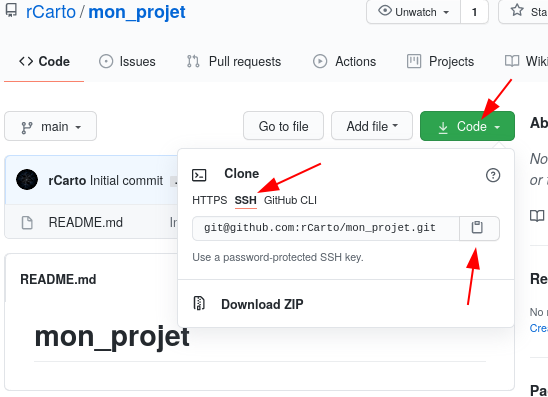 rCarto / mon_projet
Unwatch 1
Sta
Code Issues Pull requests Actions Projects Wiki
main Go to file Add file Code
Ab
rCarto Initial commit
README.md
Clone
HTTPS SSH GitHub CLI
git@github.com:rCarto/mon_projet.git
Use a password-protected SSH key.
Download ZIP
README.md
mon_projet
No
or
Re
No
Crea
Pa